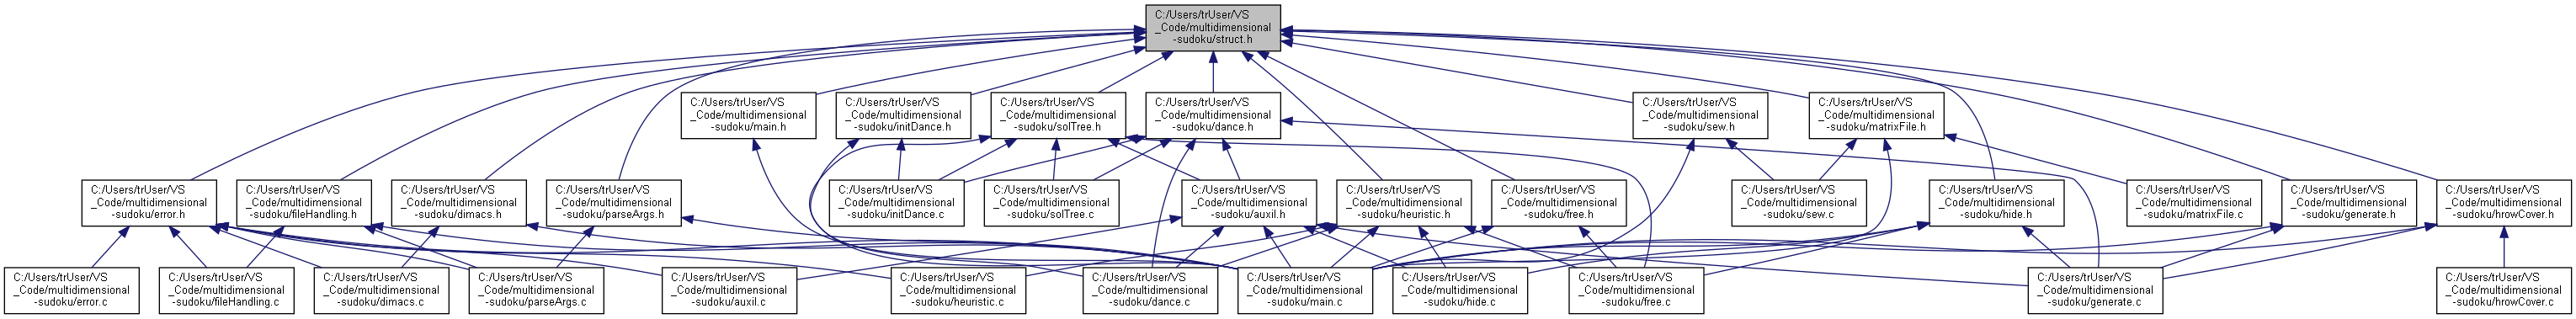 C:/Users/trUser/VS
_Code/multidimensional
-sudoku/struct.h
C:/Users/trUser/VS
_Code/multidimensional
-sudoku/main.h
C:/Users/trUser/VS
_Code/multidimensional
-sudoku/initDance.h
C:/Users/trUser/VS
_Code/multidimensional
-sudoku/solTree.h
C:/Users/trUser/VS
_Code/multidimensional
-sudoku/dance.h
C:/Users/trUser/VS
_Code/multidimensional
-sudoku/sew.h
C:/Users/trUser/VS
_Code/multidimensional
-sudoku/matrixFile.h
C:/Users/trUser/VS
_Code/multidimensional
-sudoku/error.h
C:/Users/trUser/VS
_Code/multidimensional
-sudoku/fileHandling.h
C:/Users/trUser/VS
_Code/multidimensional
-sudoku/dimacs.h
C:/Users/trUser/VS
_Code/multidimensional
-sudoku/parseArgs.h
C:/Users/trUser/VS
_Code/multidimensional
-sudoku/initDance.c
C:/Users/trUser/VS
_Code/multidimensional
-sudoku/solTree.c
C:/Users/trUser/VS
_Code/multidimensional
-sudoku/auxil.h
C:/Users/trUser/VS
_Code/multidimensional
-sudoku/heuristic.h
C:/Users/trUser/VS
_Code/multidimensional
-sudoku/free.h
C:/Users/trUser/VS
_Code/multidimensional
-sudoku/sew.c
C:/Users/trUser/VS
_Code/multidimensional
-sudoku/hide.h
C:/Users/trUser/VS
_Code/multidimensional
-sudoku/matrixFile.c
C:/Users/trUser/VS
_Code/multidimensional
-sudoku/generate.h
C:/Users/trUser/VS
_Code/multidimensional
-sudoku/hrowCover.h
C:/Users/trUser/VS
_Code/multidimensional
-sudoku/error.c
C:/Users/trUser/VS
_Code/multidimensional
-sudoku/fileHandling.c
C:/Users/trUser/VS
_Code/multidimensional
-sudoku/dimacs.c
C:/Users/trUser/VS
_Code/multidimensional
-sudoku/parseArgs.c
C:/Users/trUser/VS
_Code/multidimensional
-sudoku/auxil.c
C:/Users/trUser/VS
_Code/multidimensional
-sudoku/heuristic.c
C:/Users/trUser/VS
_Code/multidimensional
-sudoku/dance.c
C:/Users/trUser/VS
_Code/multidimensional
-sudoku/main.c
C:/Users/trUser/VS
_Code/multidimensional
-sudoku/hide.c
C:/Users/trUser/VS
_Code/multidimensional
-sudoku/free.c
C:/Users/trUser/VS
_Code/multidimensional
-sudoku/generate.c
C:/Users/trUser/VS
_Code/multidimensional
-sudoku/hrowCover.c